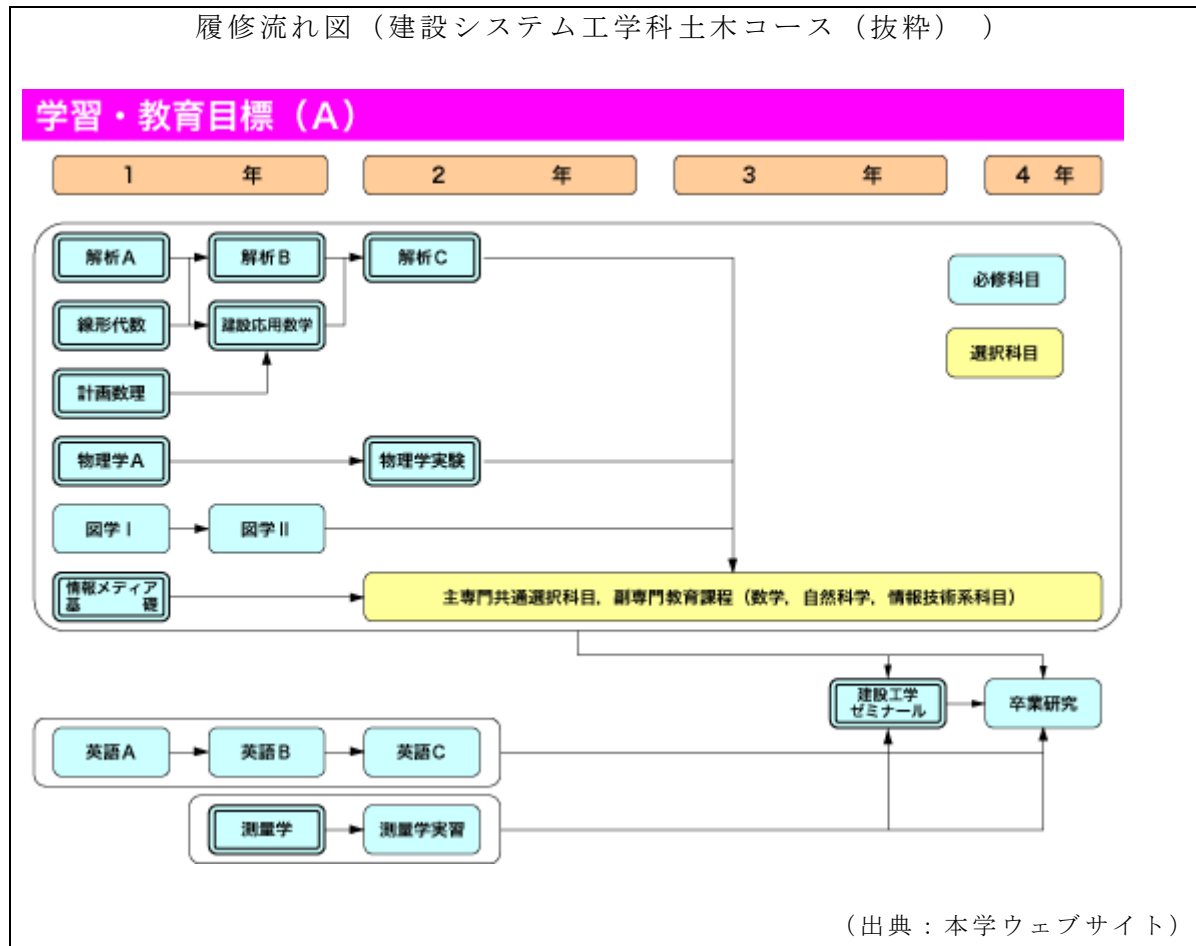 履修流れ図（建設システム工学科土木コース（抜粋） ）
学習・教育目標（A）
1 年
2 年
3 年
4 年
解析A
解析B
解析C
必修科目
線形代数
建設応用数学
選択科目
計画数理
物理学A
物理学実験
図学Ⅰ
図学Ⅱ
情報メディア
基 礎
主専門共通選択科目，副専門教育課程（数学，自然科学，情報技術系科目）
建設工学
ゼミナール
卒業研究
英語A
英語B
英語C
測量学
測量学実習
（出典：本学ウェブサイト）